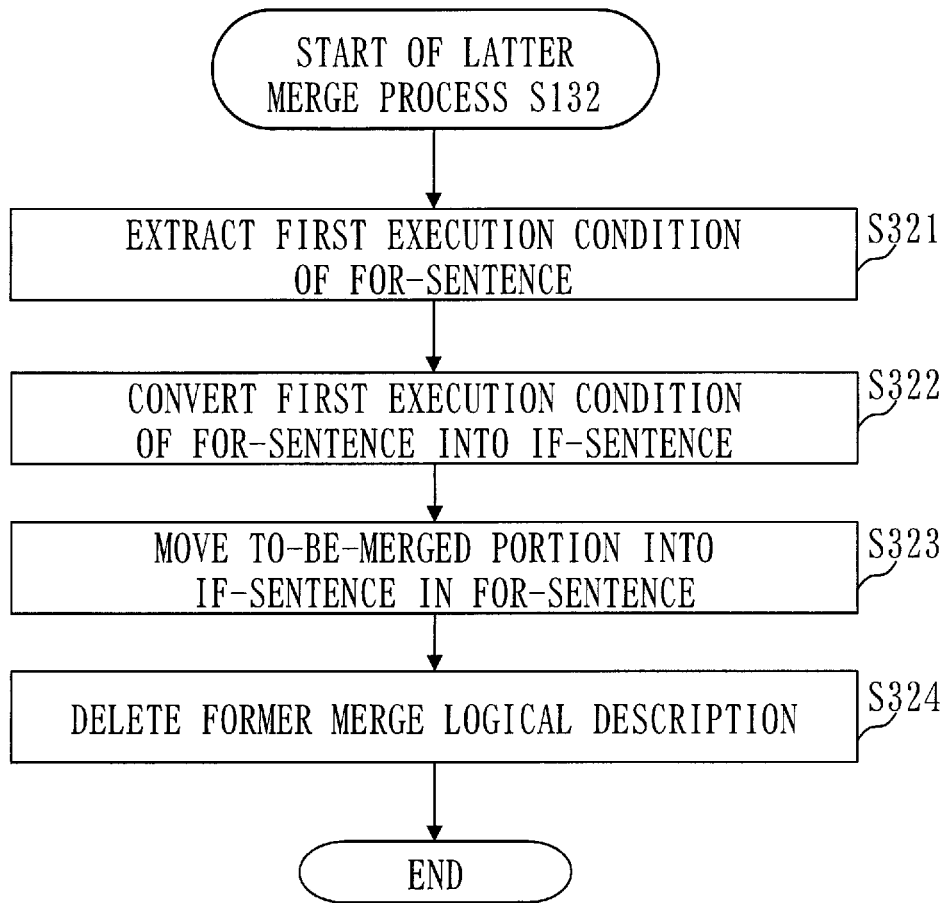 START OF LATTER
MERGE PROCESS S132
EXTRACT FIRST EXECUTION CONDITION
OF FOR-SENTENCE
S321
CONVERT FIRST EXECUTION CONDITION
OF FOR-SENTENCE INTO IF-SENTENCE
S322
MOVE TO-BE-MERGED PORTION INTO
IF-SENTENCE IN FOR-SENTENCE
S323
DELETE FORMER MERGE LOGICAL DESCRIPTION
S324
END